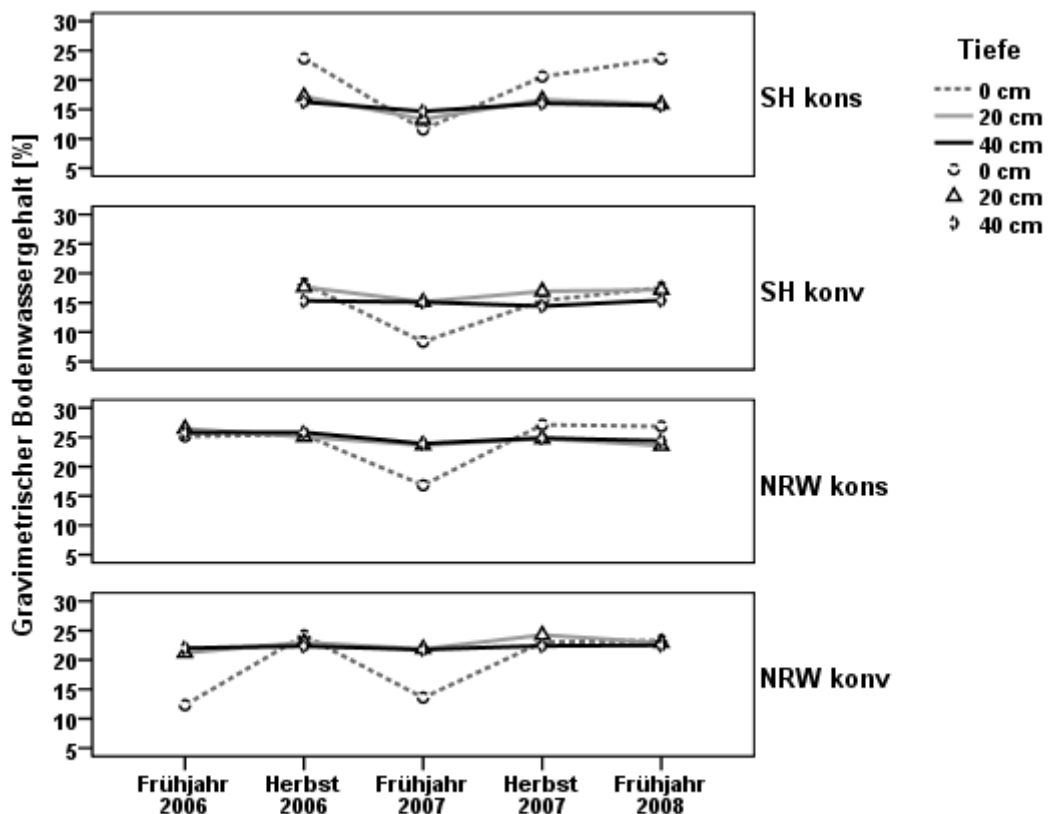 Gravimetrischer Bodenwassergehalt [%]
30
25
20
15
10
5
SH kons
30
25
20
15
10
5
SH konv
30
25
20
15
10
5
NRW kons
30
25
20
15
10
5
NRW konv
Frühjahr
2006
Herbst
2006
Frühjahr
2007
Herbst
2007
Frühjahr
2008
Tiefe
0 cm
20 cm
40 cm
0 cm
20 cm
40 cm